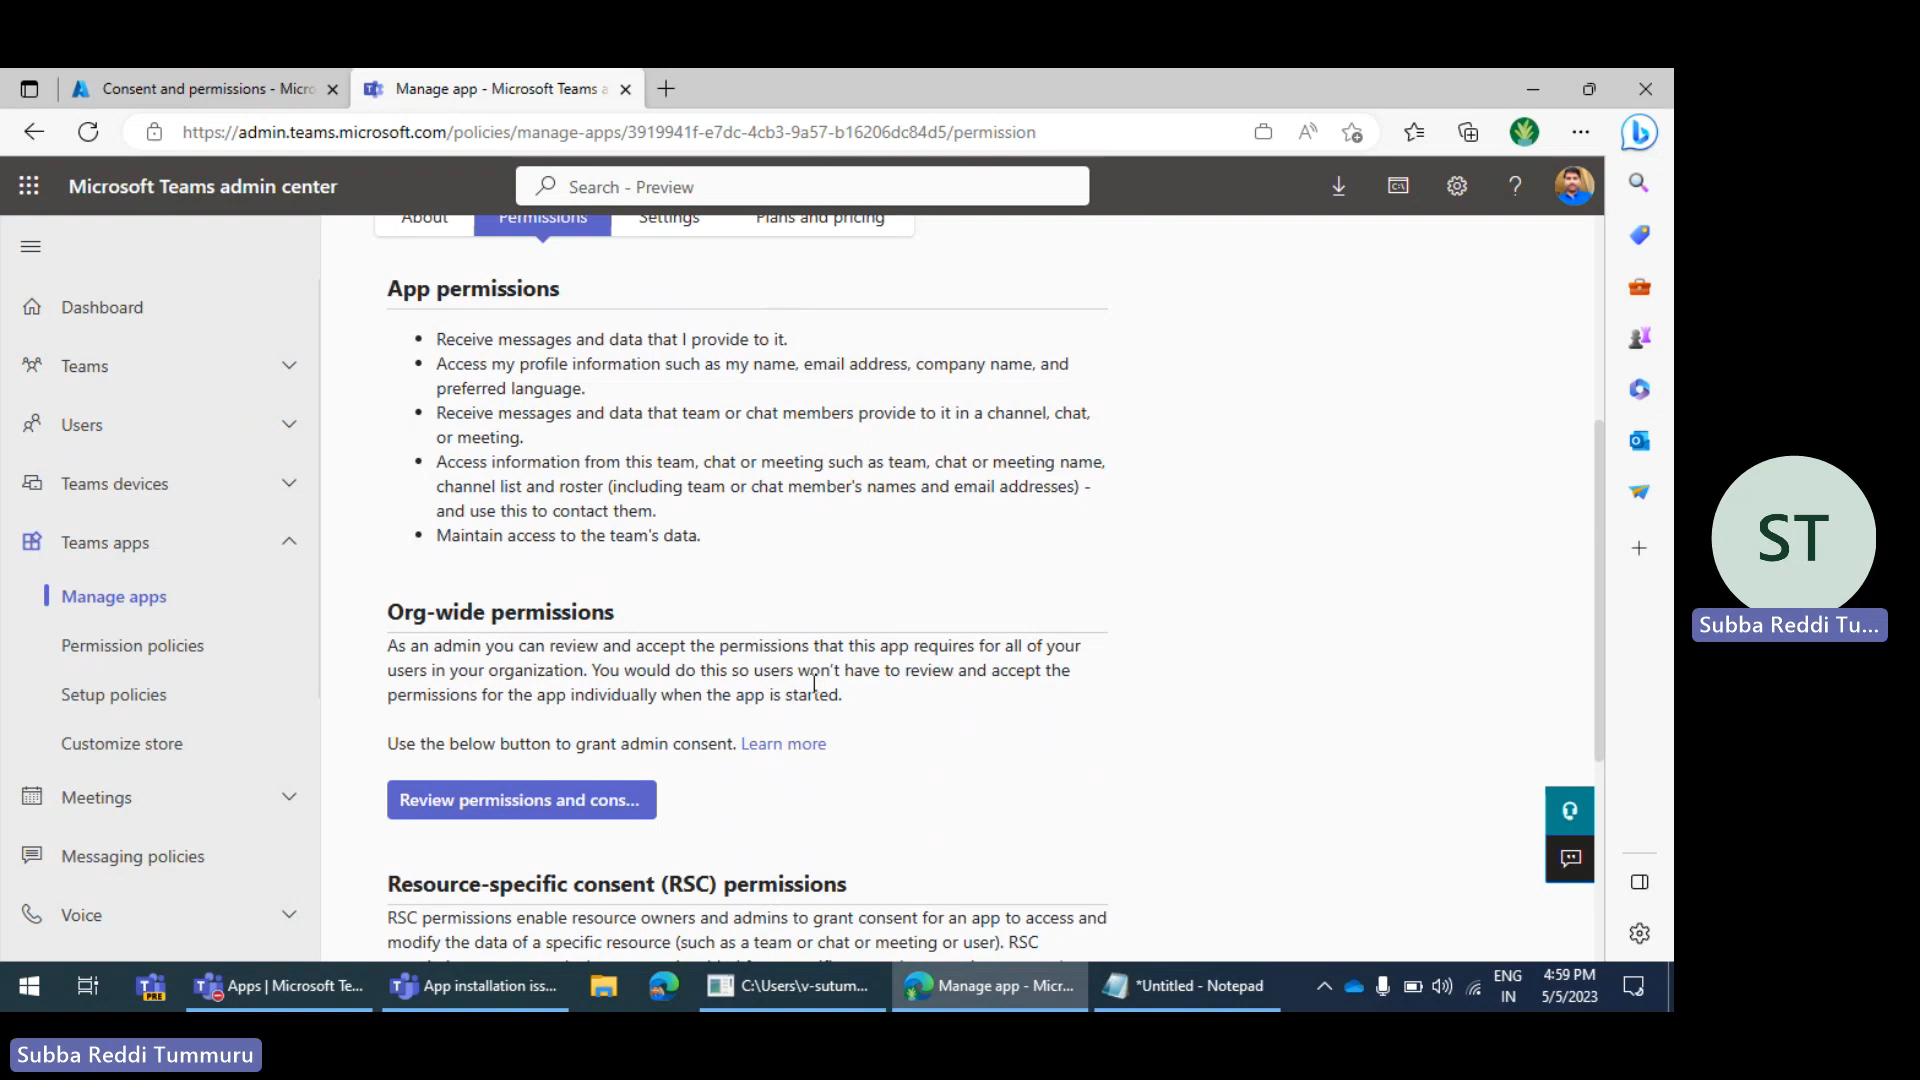 Consent and permissions - Micro
Manage app - Microsoft Teams a
https://admin.teams.microsoft.com/policies/manage-apps/3919941f-e7dc-4cb3-9a57-b16206dc84d5/permission
Microsoft Teams admin center
Search - Preview
About
Permissions
Settings
Plans and pricing
Dashboard
Teams
Users
Teams devices
Teams apps
Manage apps
Permission policies
Setup policies
Customize store
Meetings
Messaging policies
Voice
App permissions
• Receive messages and data that I provide to it.
• Access my profile information such as my name, email address, company name, and
preferred language.
• Receive messages and data that team or chat members provide to it in a channel, chat,
or meeting.
• Access information from this team, chat or meeting such as team, chat or meeting name,
channel list and roster (including team or chat member's names and email addresses) -
and use this to contact them.
• Maintain access to the team's data.
Org-wide permissions
As an admin you can review and accept the permissions that this app requires for all of your
users in your organization. You would do this so users won't have to review and accept the
permissions for the app individually when the app is started.
Use the below button to grant admin consent. Learn more
Review permissions and cons...
Resource-specific consent (RSC) permissions
RSC permissions enable resource owners and admins to grant consent for an app to access and
modify the data of a specific resource (such as a team or chat or meeting or user). RSC
ST
Subba Reddi Tu...
PRE
Apps | Microsoft Te...
App installation iss...
C:\Users\v-sutum...
Manage app - Micr...
*Untitled - Notepad
ENG
IN
4:59 PM
5/5/2023
Subba Reddi Tummuru